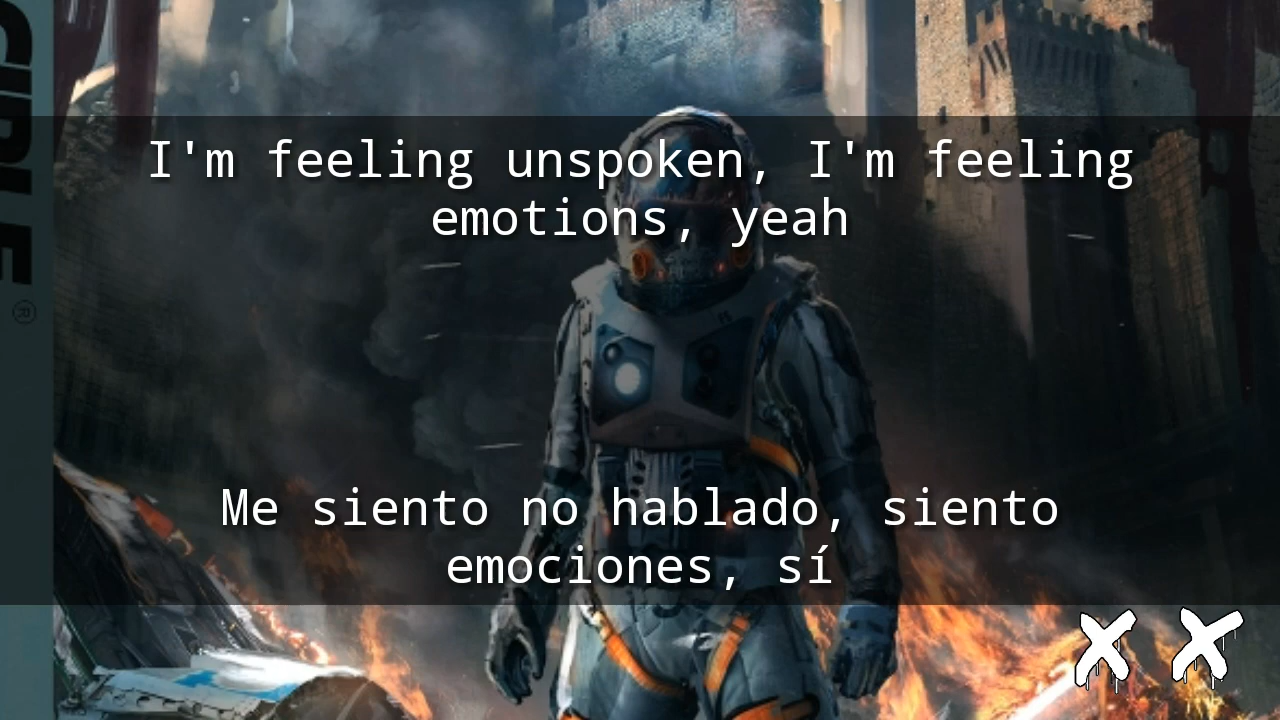 I'm feeling unspoken, I'm feeling
emotions, yeah
Me siento no hablado, siento
emociones, sí